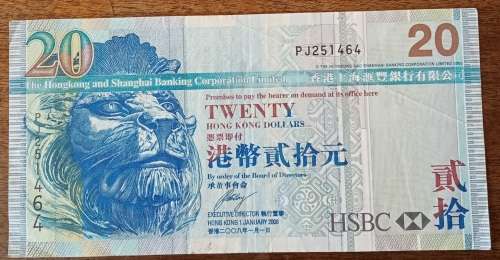 20
PJ251464
20
The Hongkong and Shanghai Banking Corporation Limited
香港上海滙豐銀行有限公司
Promises to pay the bearer on demand at its office here
TWENTY
HONG KONG DOLLARS
憑票即付
港幣貳拾元
By order of the Board of Directors
承董事會命
EXECUTIVE DIRECTOR 執行董事
HONG KONG 1 JANUARY 2008
香港二〇〇八年一月一日
貳拾
HSBC